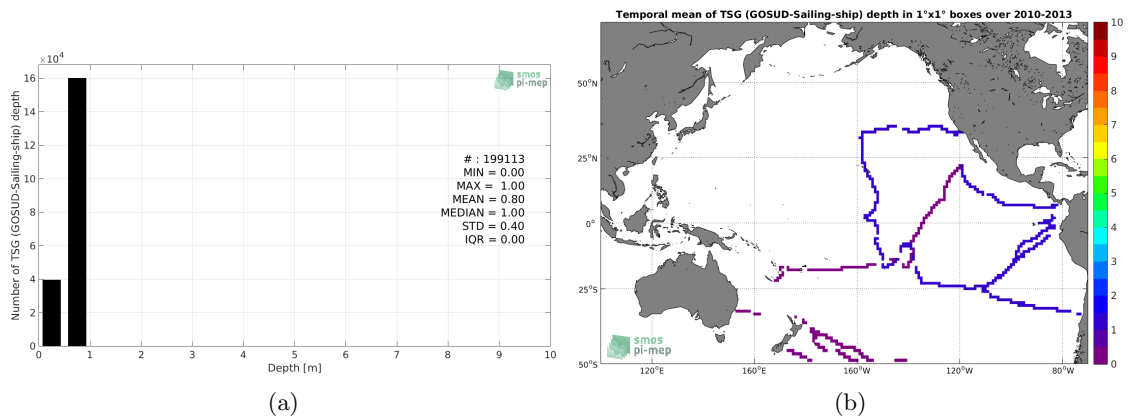 ×10⁴
16
14
12
10
8
6
4
2
0
Number of TSG (GOSUD-Sailing-ship) depth
0 1 2 3 4 5 6 7 8 9 10
Depth [m]
smos
pi-mep
# : 199113
MIN = 0.00
MAX = 1.00
MEAN = 0.80
MEDIAN = 1.00
STD = 0.40
IQR = 0.00
(a)
Temporal mean of TSG (GOSUD-Sailing-ship) depth in 1°x1° boxes over 2010-2013
50°N
25°N
0°
25°S
50°S
120°E 160°E 160°W 120°W 80°W
smos
pi-mep
10
9
8
7
6
5
4
3
2
1
0
(b)